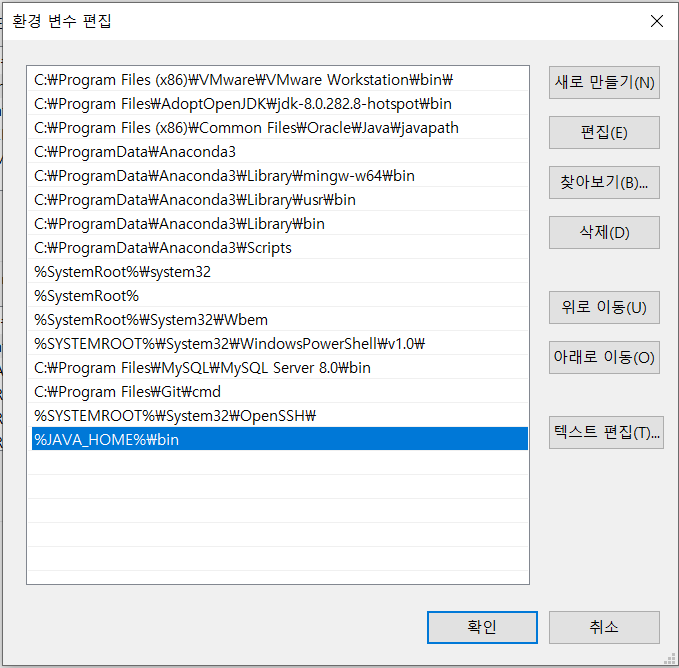 환경 변수 편집
C:₩Program Files (x86)₩VMware₩VMware Workstation₩bin₩
C:₩Program Files₩AdoptOpenJDK₩jdk-8.0.282.8-hotspot₩bin
C:₩Program Files (x86)₩Common Files₩Oracle₩Java₩javapath
C:₩ProgramData₩Anaconda3
C:₩ProgramData₩Anaconda3₩Library₩mingw-w64₩bin
C:₩ProgramData₩Anaconda3₩Library₩usr₩bin
C:₩ProgramData₩Anaconda3₩Library₩bin
C:₩ProgramData₩Anaconda3₩Scripts
%SystemRoot%₩system32
%SystemRoot%
%SystemRoot%₩System32₩Wbem
%SYSTEMROOT%₩System32₩WindowsPowerShell₩v1.0₩
C:₩Program Files₩MySQL₩MySQL Server 8.0₩bin
C:₩Program Files₩Git₩cmd
%SYSTEMROOT%₩System32₩OpenSSH₩
%JAVA_HOME%₩bin
새로 만들기(N)
편집(E)
찾아보기(B)...
삭제(D)
위로 이동(U)
아래로 이동(O)
텍스트 편집(T)...
확인
취소